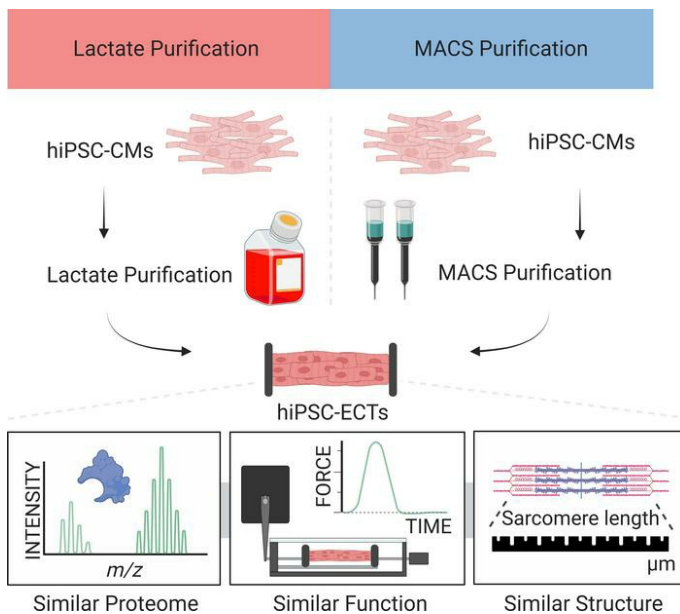 Lactate Purification
MACS Purification
hiPSC-CMs
hiPSC-CMs
Lactate Purification
MACS Purification
hiPSC-ECTs
INTENSITY
m/z
FORCE
TIME
Sarcomere length
µm
Similar Proteome
Similar Function
Similar Structure